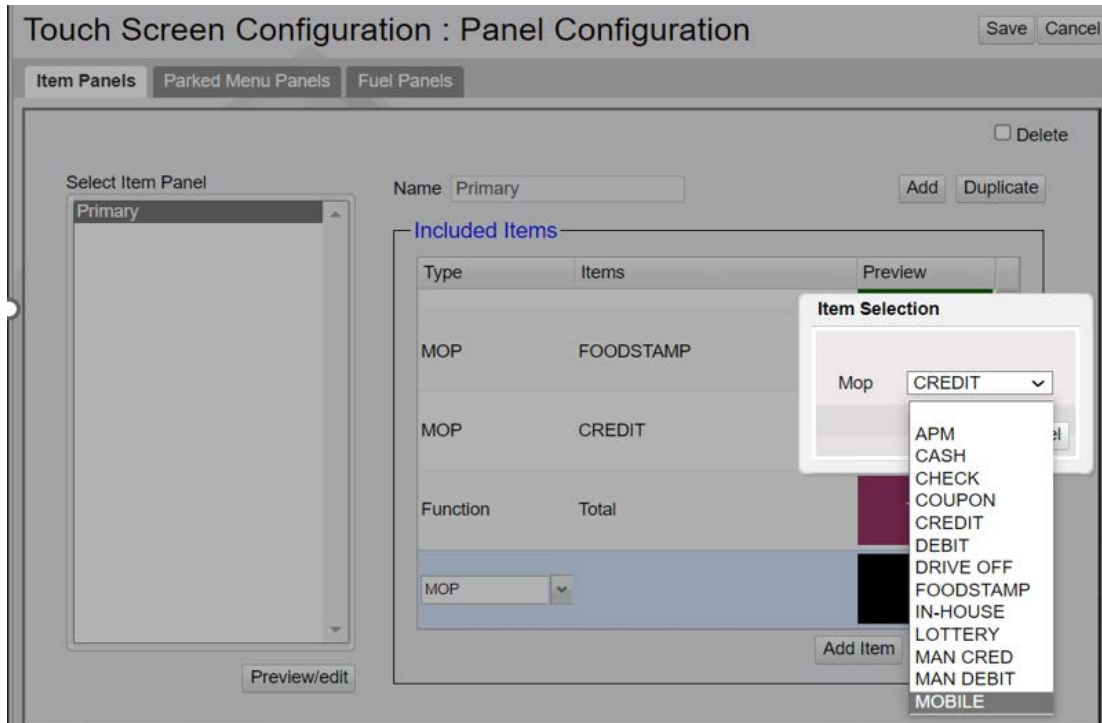 Touch Screen Configuration : Panel Configuration
Save Cancel
Item Panels Parked Menu Panels Fuel Panels
Delete
Select Item Panel
Name Primary Add Duplicate
Primary
Included Items
Type Items Preview
Item Selection
MOP FOODSTAMP
Mop CREDIT
MOP CREDIT
APM
CASH
CHECK
Function Total
COUPON
CREDIT
DEBIT
DRIVE OFF
MOP
FOODSTAMP
IN-HOUSE
LOTTERY
Add Item
MAN CRED
Preview/edit
MAN DEBIT
MOBILE